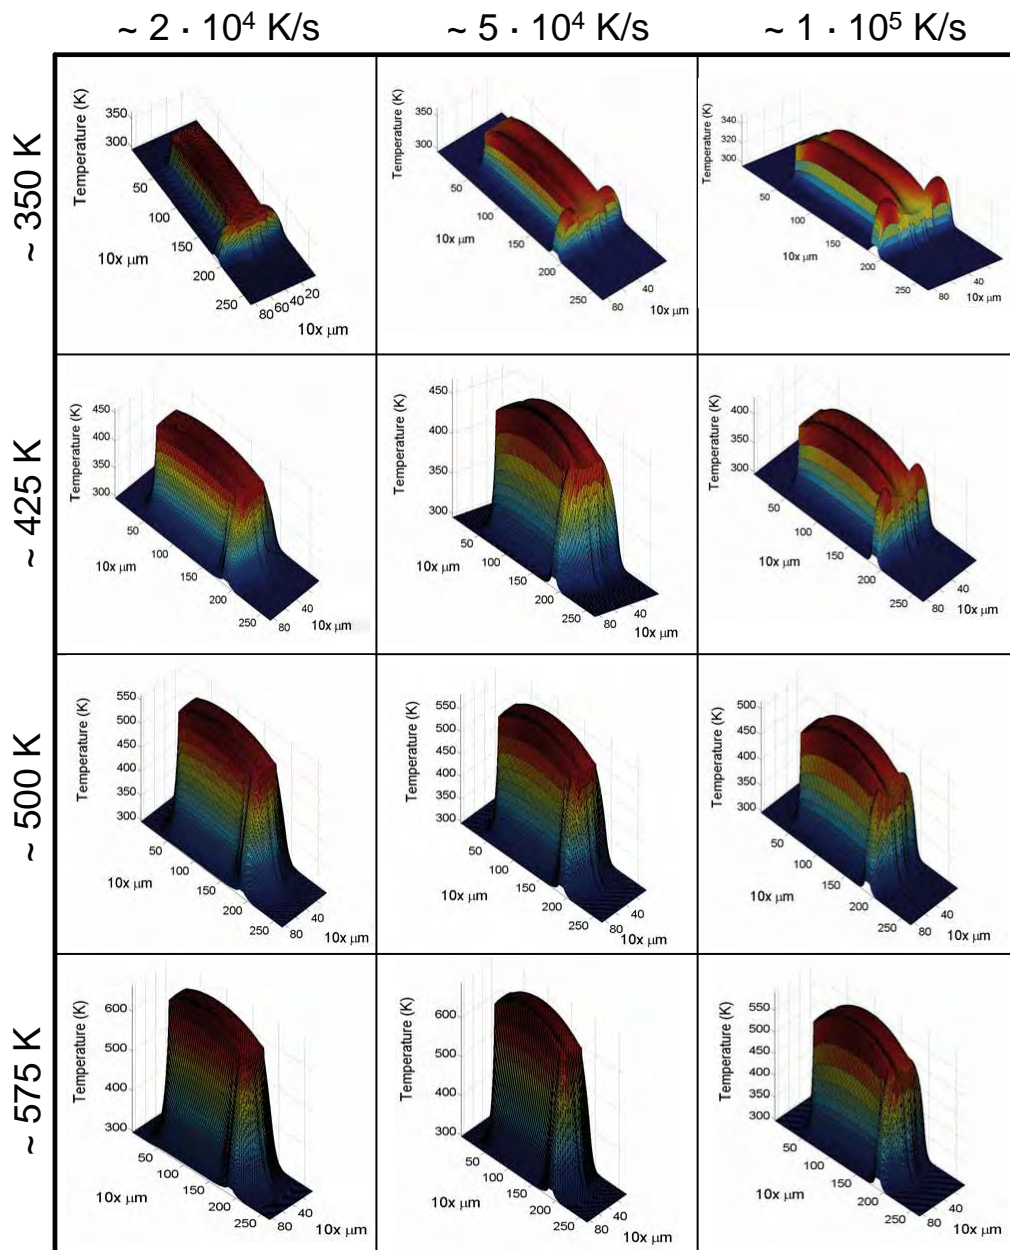 ~ 2 · 10⁴ K/s
~ 5 · 10⁴ K/s
~ 1 · 10⁵ K/s
~ 350 K
Temperature (K)
350
300
50
100
150
200
250
10x µm
80 60 40 20
10x µm
Temperature (K)
350
300
50
100
150
200
250
10x µm
80
40
10x µm
Temperature (K)
340
320
300
50
100
150
200
250
10x µm
80
40
10x µm
~ 425 K
Temperature (K)
450
400
350
300
50
100
150
200
250
10x µm
80
40
10x µm
Temperature (K)
450
400
350
300
50
100
150
200
250
10x µm
80
40
10x µm
Temperature (K)
400
350
300
50
100
150
200
250
10x µm
80
40
10x µm
~ 500 K
Temperature (K)
550
500
450
400
350
300
50
100
150
200
250
10x µm
80
40
10x µm
Temperature (K)
550
500
450
400
350
300
50
100
150
200
250
10x µm
80
40
10x µm
Temperature (K)
500
450
400
350
300
50
100
150
200
250
10x µm
80
40
10x µm
~ 575 K
Temperature (K)
600
500
400
300
50
100
150
200
250
10x µm
80
40
10x µm
Temperature (K)
600
500
400
300
50
100
150
200
250
10x µm
80
40
10x µm
Temperature (K)
550
500
450
400
350
300
50
100
150
200
250
10x µm
80
40
10x µm